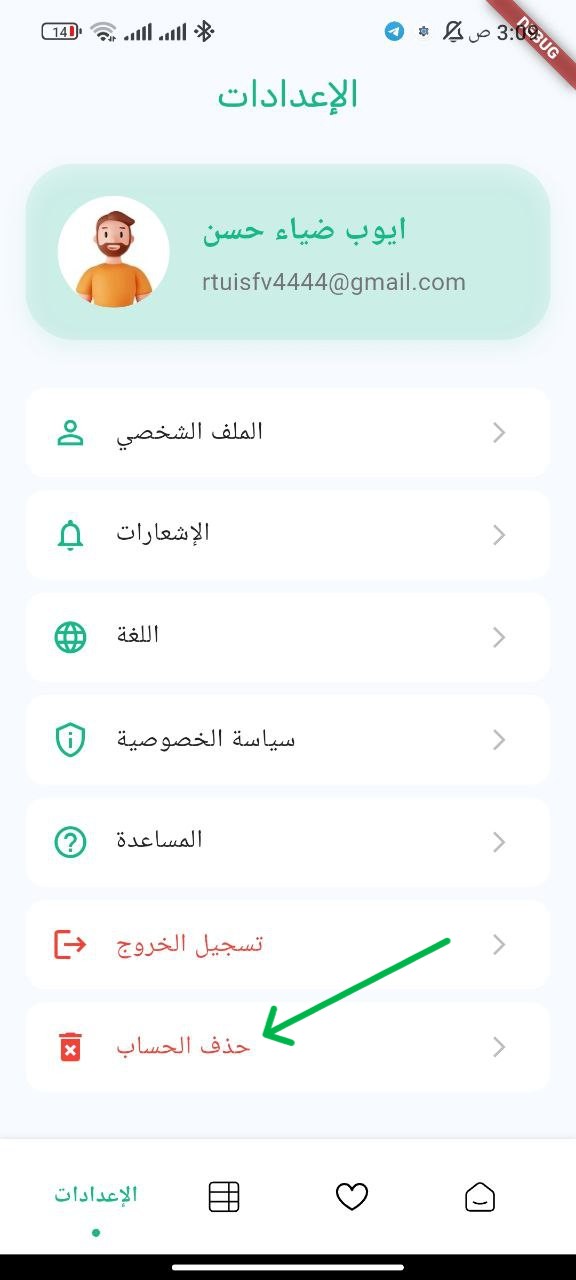 14
3:09 ص
DEBUG
الإعدادات
ايوب ضياء حسن
rtuisfv4444@gmail.com
الملف الشخصي
الإشعارات
اللغة
سياسة الخصوصية
المساعدة
تسجيل الخروج
حذف الحساب
الإعدادات